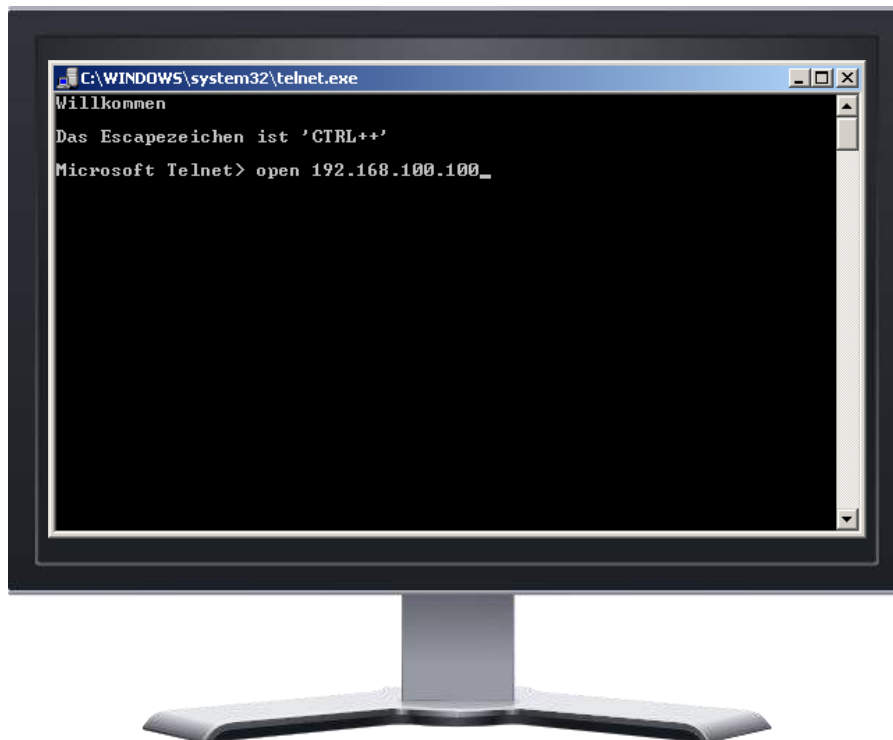 C:\WINDOWS\system32\telnet.exe
Willkommen
Das Escapezeichen ist 'CTRL++'
Microsoft Telnet> open 192.168.100.100_